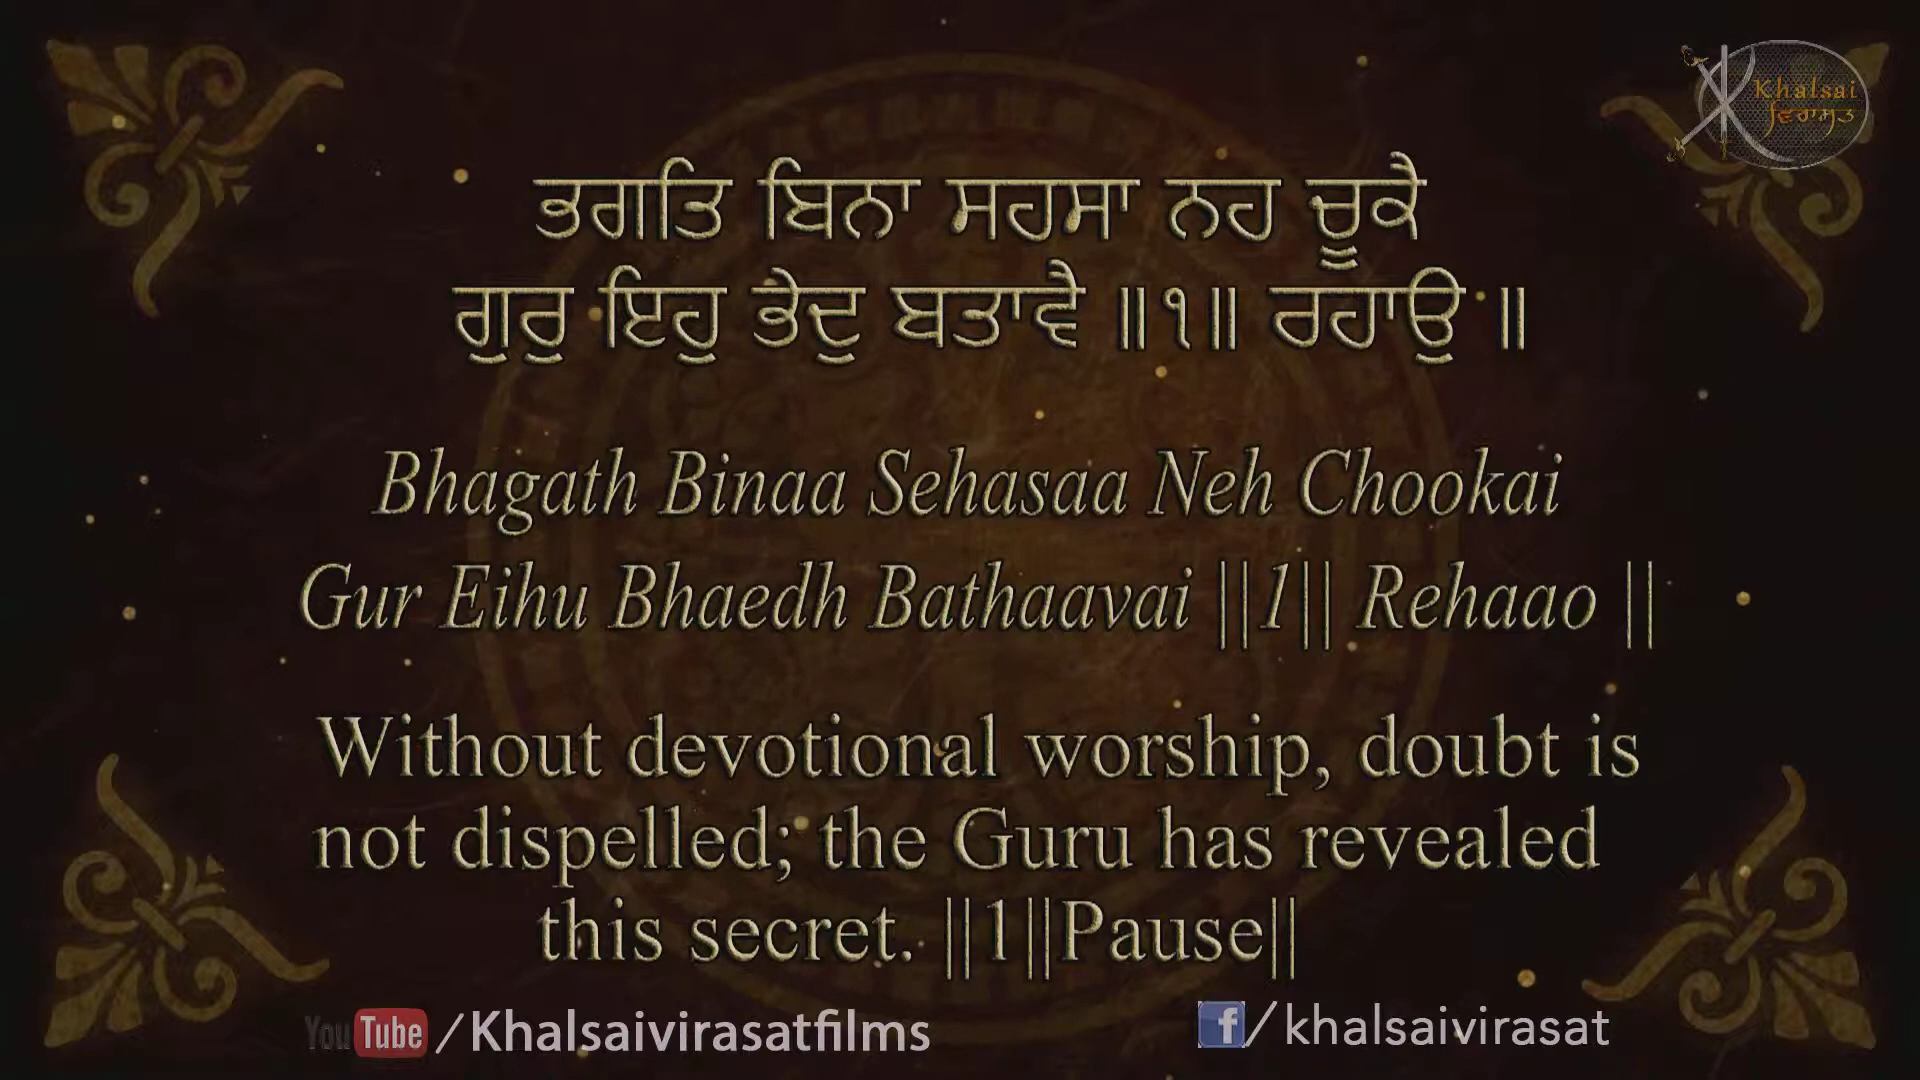 Khalsai
ਵਿਰਾਸਤ
ਭਗਤਿ ਬਿਨਾ ਸਹਸਾ ਨਹ ਚੂਕੈ
ਗੁਰੁ ਇਹੁ ਭੇਦੁ ਬਤਾਵੈ ॥੧॥ ਰਹਾਉ ॥
Bhagath Binaa Sehasaa Neh Chookai
Gur Eihu Bhaedh Bathaavai ||1|| Rehaao ||
Without devotional worship, doubt is
not dispelled; the Guru has revealed
this secret. ||1||Pause||
YouTube /Khalsaivirasatfilms
f/khalsaivirasat